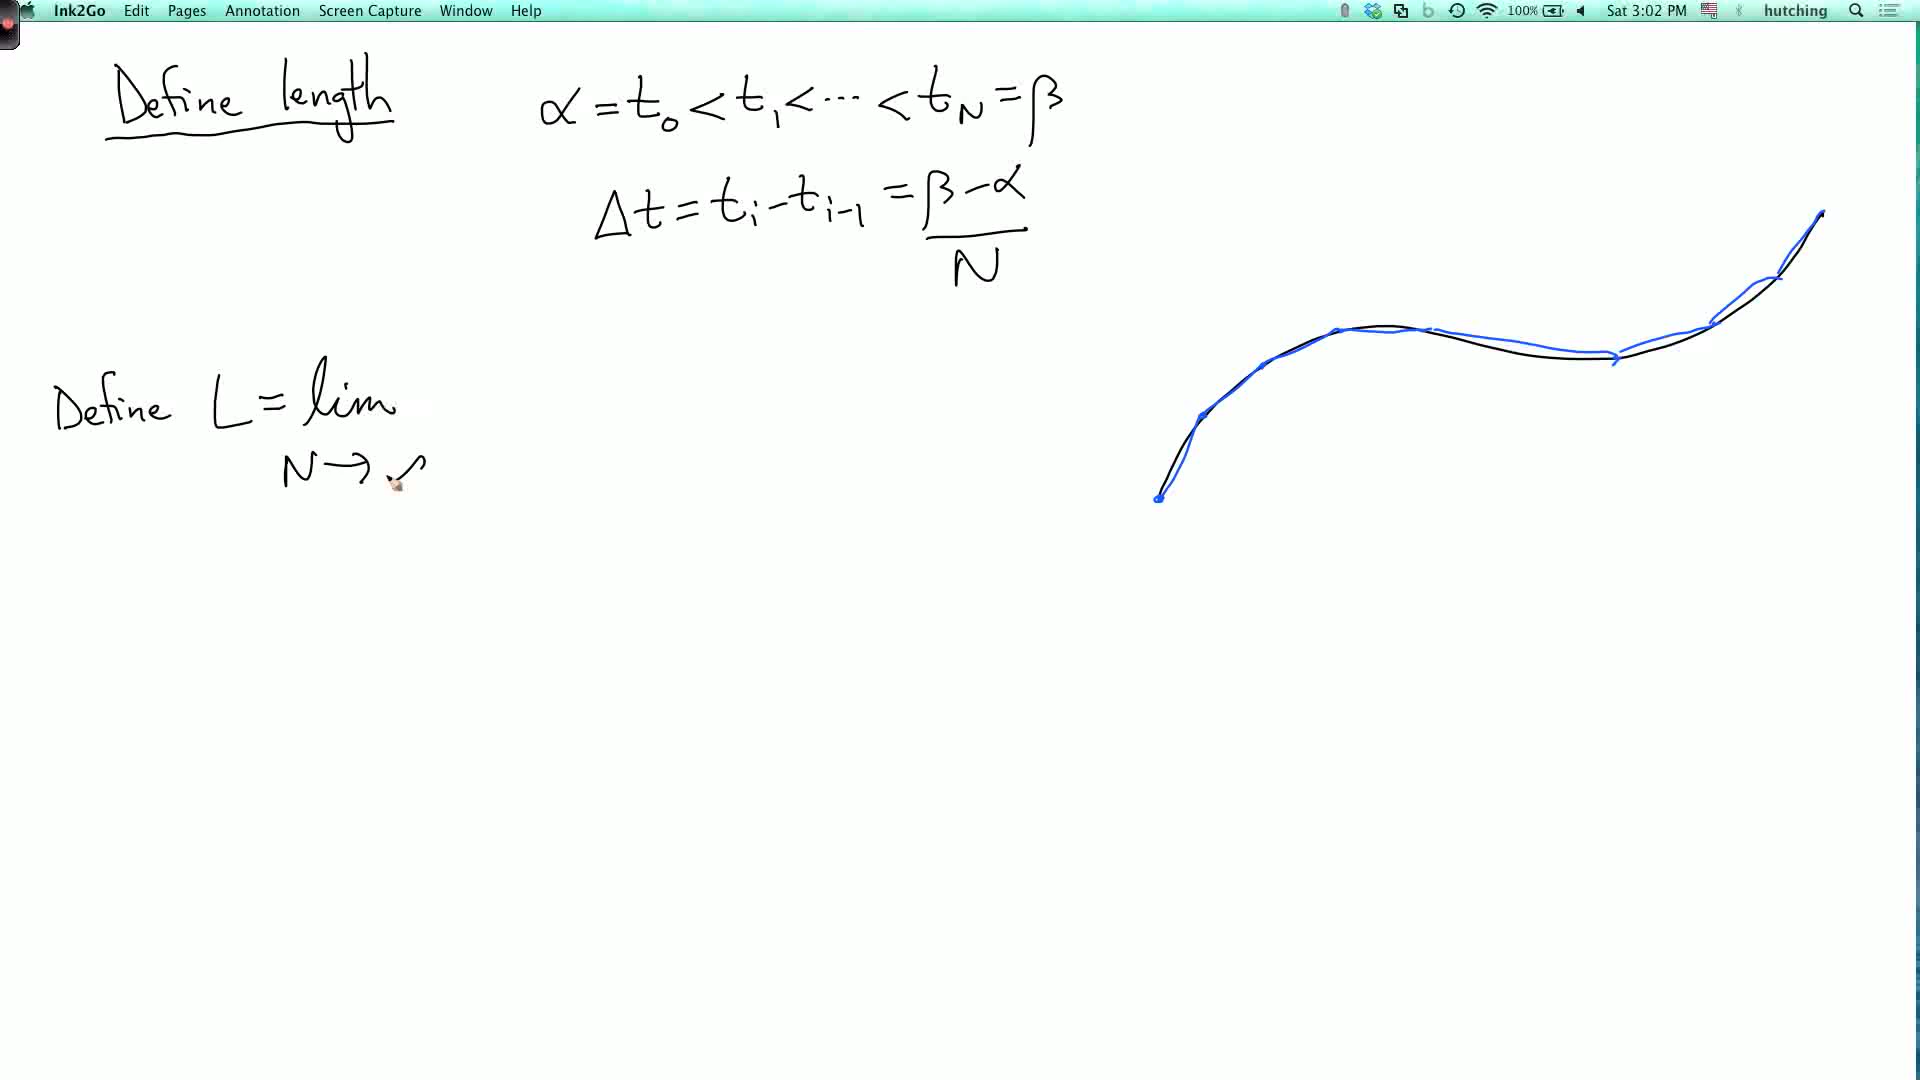 Ink2Go Edit Pages Annotation Screen Capture Window Help 100% Sat 3:02 PM hutching
Define length
α = t₀ < t₁ < ··· < t_N = β
Δt = tᵢ − tᵢ₋₁ = (β − α)/N
Define L = lim
N →